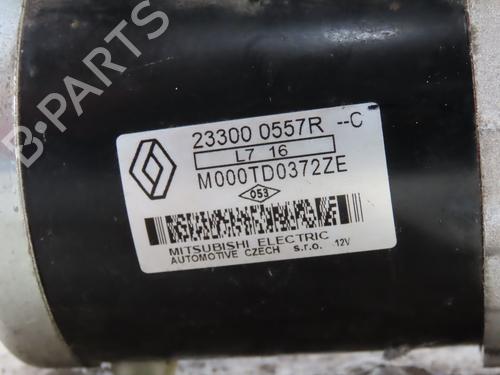 23300 0557R --C
L7 16
M000TD0372ZE
053
MITSUBISHI ELECTRIC
AUTOMOTIVE CZECH s.r.o. 12V
B-PARTS